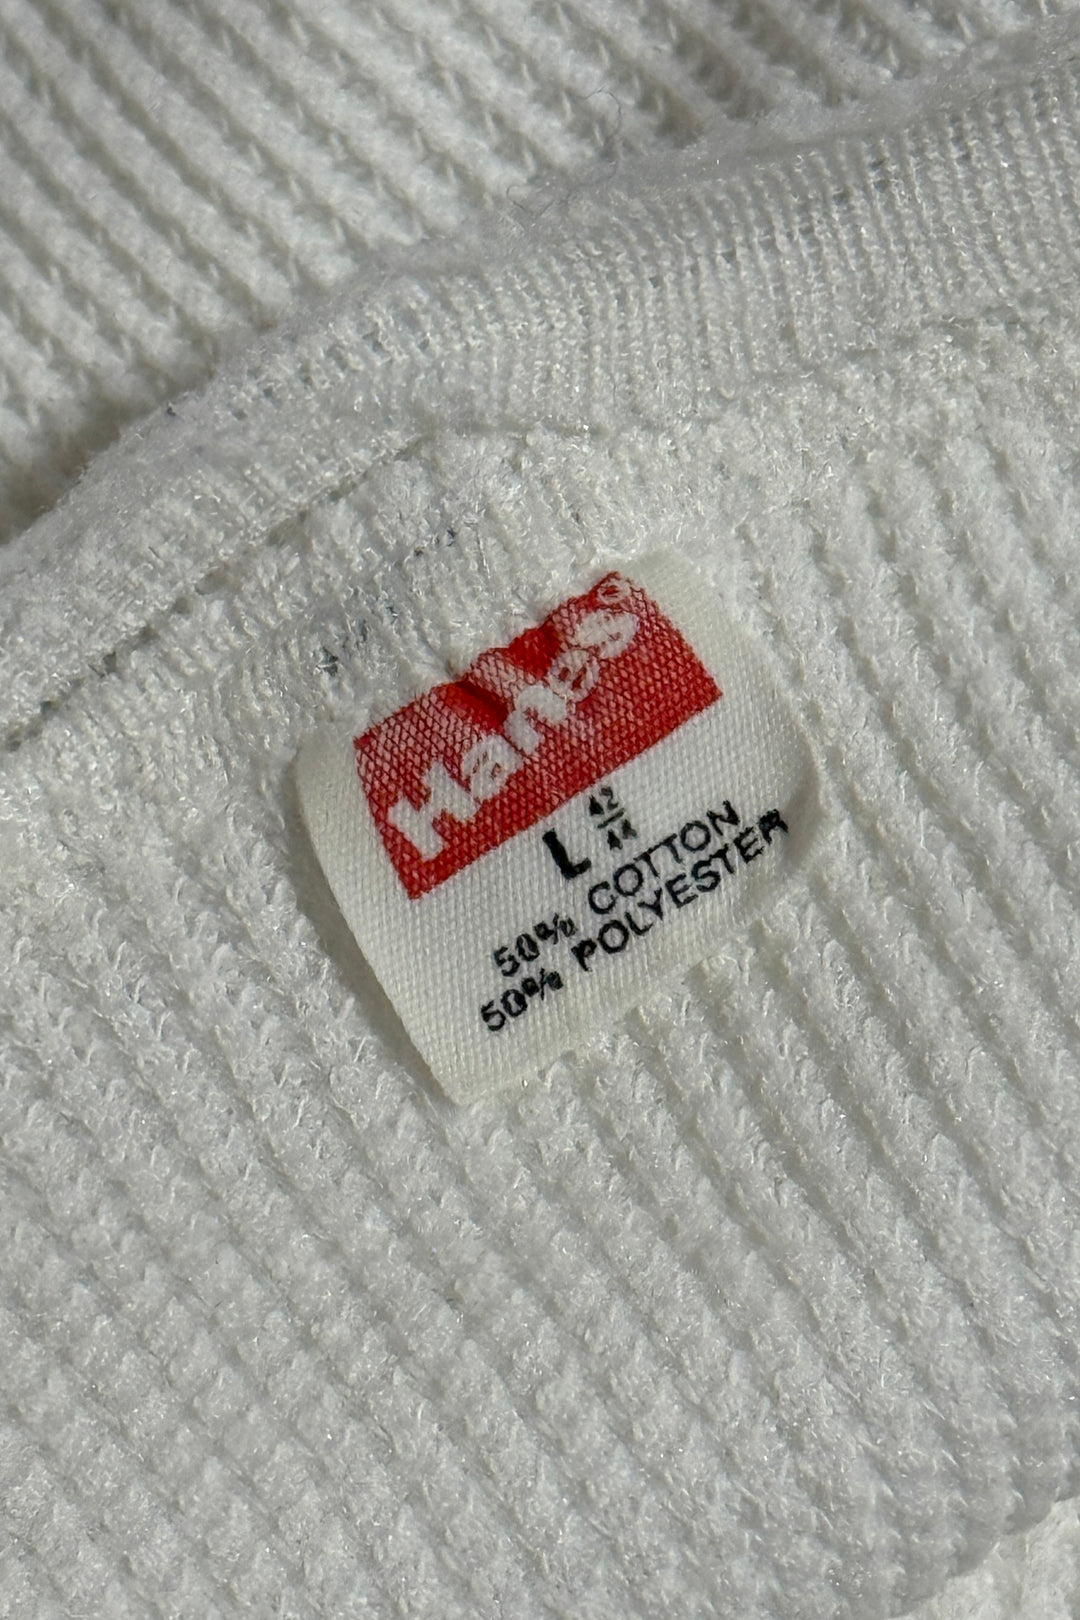 Hanes®
L 42/44
50% COTTON
50% POLYESTER